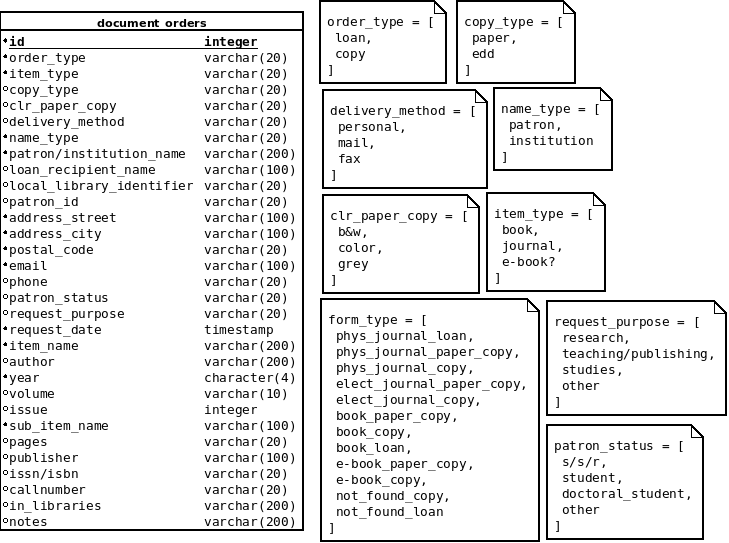 document orders
id integer
order_type varchar(20)
item_type varchar(20)
copy_type varchar(20)
clr_paper_copy varchar(20)
delivery_method varchar(20)
name_type varchar(20)
patron/institution_name varchar(200)
loan_recipient_name varchar(100)
local_library_identifier varchar(20)
patron_id varchar(20)
address_street varchar(100)
address_city varchar(100)
postal_code varchar(20)
email varchar(100)
phone varchar(20)
patron_status varchar(20)
request_purpose varchar(20)
request_date timestamp
item_name varchar(200)
author varchar(200)
year character(4)
volume varchar(10)
issue integer
sub_item_name varchar(100)
pages varchar(20)
publisher varchar(100)
issn/isbn varchar(20)
callnumber varchar(20)
in_libraries varchar(200)
notes varchar(200)
order_type = [
loan,
copy
]
copy_type = [
paper,
edd
]
delivery_method = [
personal,
mail,
fax
]
name_type = [
patron,
institution
]
clr_paper_copy = [
b&w,
color,
grey
]
item_type = [
book,
journal,
e-book?
]
form_type = [
phys_journal_loan,
phys_journal_paper_copy,
phys_journal_copy,
elect_journal_paper_copy,
elect_journal_copy,
book_paper_copy,
book_copy,
book_loan,
e-book_paper_copy,
e-book_copy,
not_found_copy,
not_found_loan
]
request_purpose = [
research,
teaching/publishing,
studies,
other
]
patron_status = [
s/s/r,
student,
doctoral_student,
other
]